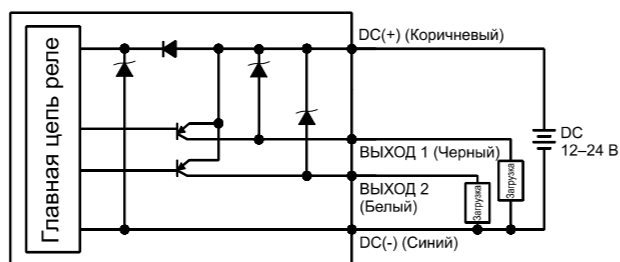 Главная цепь реле
DC(+) (Коричневый)
DC
12–24 В
ВЫХОД 1 (Черный)
Загрузка
ВЫХОД 2
(Белый)
Загрузка
DC(-) (Синий)